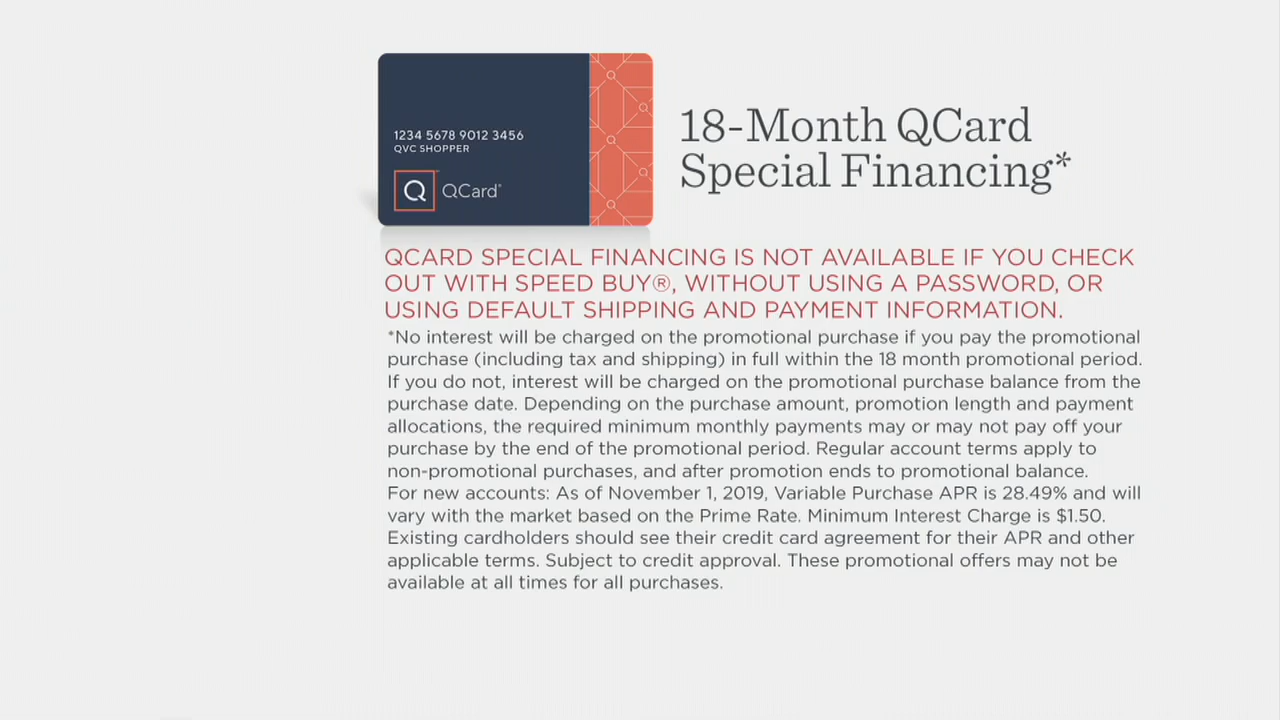 1234 5678 9012 3456
QVC SHOPPER
Q QCard®
18-Month QCard
Special Financing*
QCARD SPECIAL FINANCING IS NOT AVAILABLE IF YOU CHECK
OUT WITH SPEED BUY®, WITHOUT USING A PASSWORD, OR
USING DEFAULT SHIPPING AND PAYMENT INFORMATION.
*No interest will be charged on the promotional purchase if you pay the promotional
purchase (including tax and shipping) in full within the 18 month promotional period.
If you do not, interest will be charged on the promotional purchase balance from the
purchase date. Depending on the purchase amount, promotion length and payment
allocations, the required minimum monthly payments may or may not pay off your
purchase by the end of the promotional period. Regular account terms apply to
non-promotional purchases, and after promotion ends to promotional balance.
For new accounts: As of November 1, 2019, Variable Purchase APR is 28.49% and will
vary with the market based on the Prime Rate. Minimum Interest Charge is $1.50.
Existing cardholders should see their credit card agreement for their APR and other
applicable terms. Subject to credit approval. These promotional offers may not be
available at all times for all purchases.